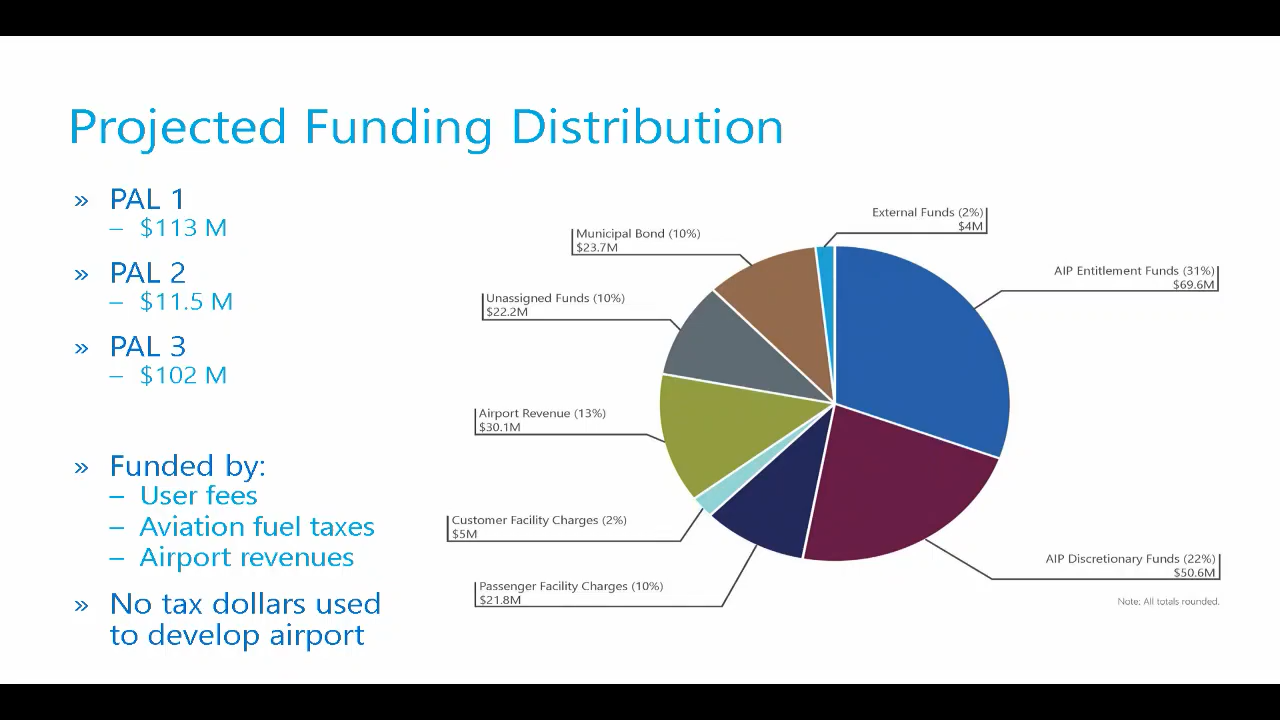 Projected Funding Distribution
» PAL 1
– $113 M
» PAL 2
– $11.5 M
» PAL 3
– $102 M
» Funded by:
– User fees
– Aviation fuel taxes
– Airport revenues
» No tax dollars used
to develop airport
External Funds (2%)
$4M
Municipal Bond (10%)
$23.7M
AIP Entitlement Funds (31%)
$69.6M
Unassigned Funds (10%)
$22.2M
Airport Revenue (13%)
$30.1M
Customer Facility Charges (2%)
$5M
AIP Discretionary Funds (22%)
$50.6M
Passenger Facility Charges (10%)
$21.8M
Note: All totals rounded.